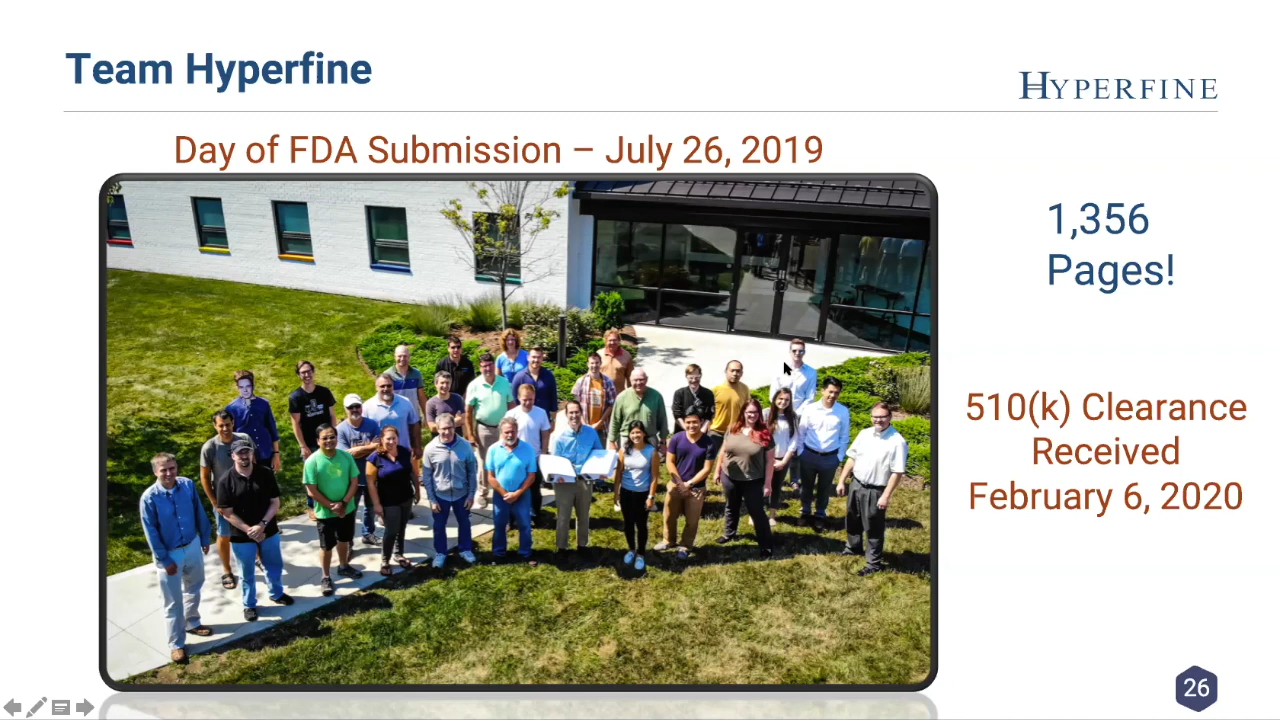 Team Hyperfine
HYPERFINE
Day of FDA Submission – July 26, 2019
1,356
Pages!
510(k) Clearance
Received
February 6, 2020
26